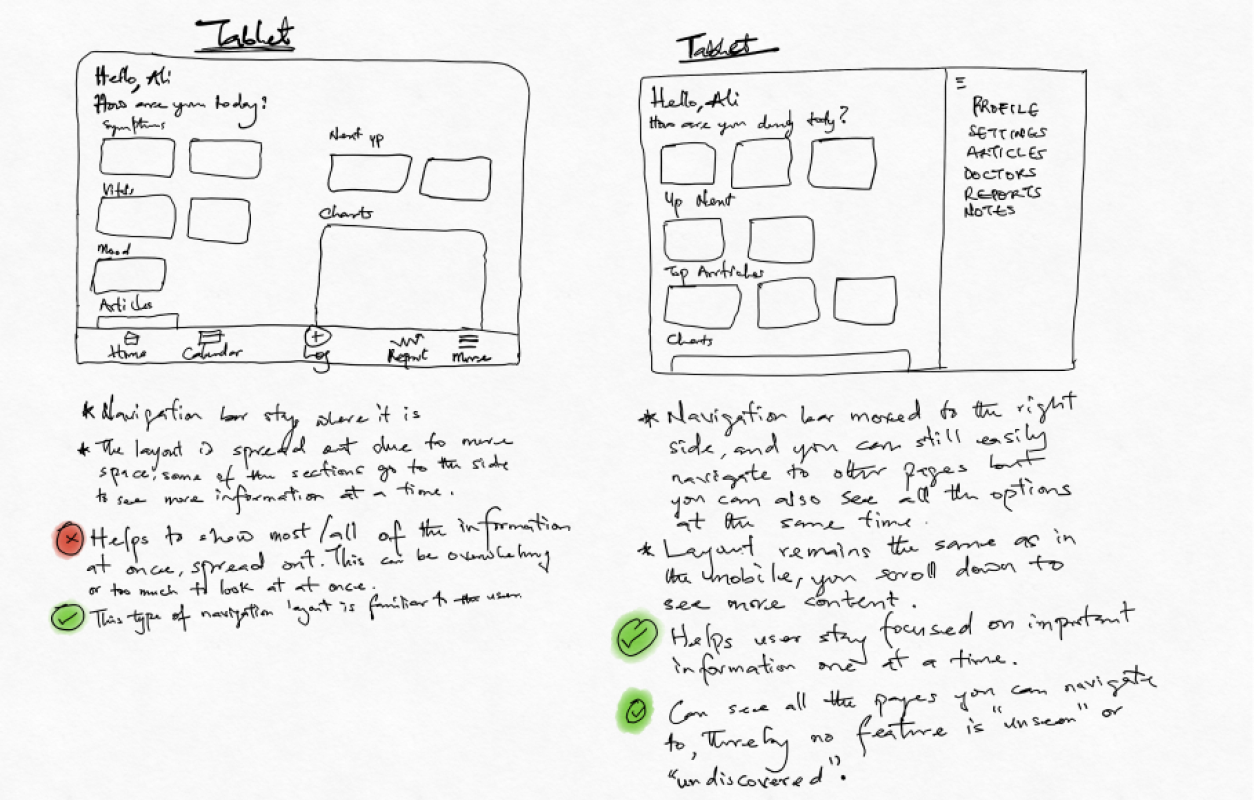 Tablet
Hello, Ali
How are you today?
Symptoms
Next up
Vitals
Charts
Mood
Articles
Home Calendar Log Report More
* Navigation bar stay where it is
* The layout is spread out due to more
space; some of the sections go to the side
to see more information at a time.
Helps to show most/all of the information
at once, spread out. This can be overwhelming
or too much to look at at once.
This type of navigation layout is familiar to the user.
Tablet
Hello, Ali
How are you doing today?
Up Next
Top Articles
Charts
PROFILE
SETTINGS
ARTICLES
DOCTORS
REPORTS
NOTES
* Navigation bar moved to the right
side, and you can still easily
navigate to other pages but
you can also see all the options
at the same time.
* Layout remains the same as in
the mobile, you scroll down to
see more content.
Helps user stay focused on important
information one at a time.
Can see all the pages you can navigate
to, thereby no feature is "unseen" or
"undiscovered".